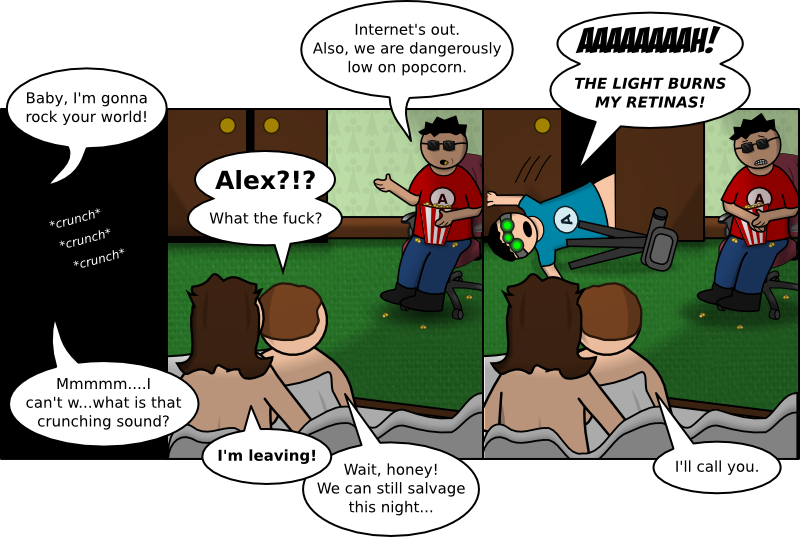 Baby, I'm gonna
rock your world!
*crunch*
*crunch*
*crunch*
Mmmmm....I
can't w...what is that
crunching sound?
Internet's out.
Also, we are dangerously
low on popcorn.
Alex?!?
What the fuck?
A
I'm leaving!
Wait, honey!
We can still salvage
this night...
AAAAAAAAH!
THE LIGHT BURNS
MY RETINAS!
A
A
I'll call you.